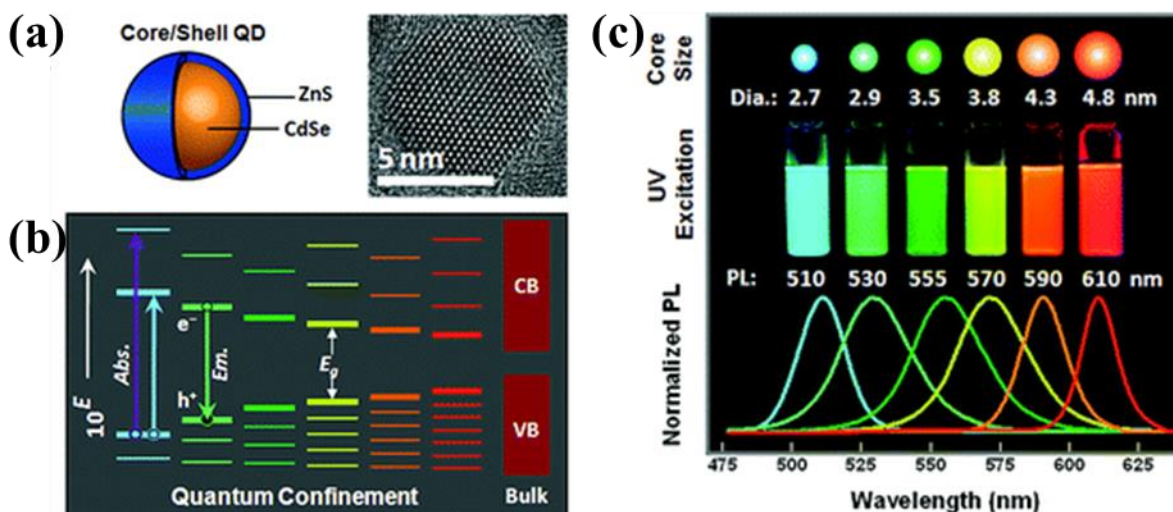 (a)
Core/Shell QD
ZnS
CdSe
5 nm
(b)
10 E
Abs.
e⁻
Em.
h⁺
E_g
CB
VB
Quantum Confinement
Bulk
(c)
Core Size
Dia.: 2.7 2.9 3.5 3.8 4.3 4.8 nm
UV Excitation
PL: 510 530 555 570 590 610 nm
Normalized PL
475 500 525 550 575 600 625
Wavelength (nm)